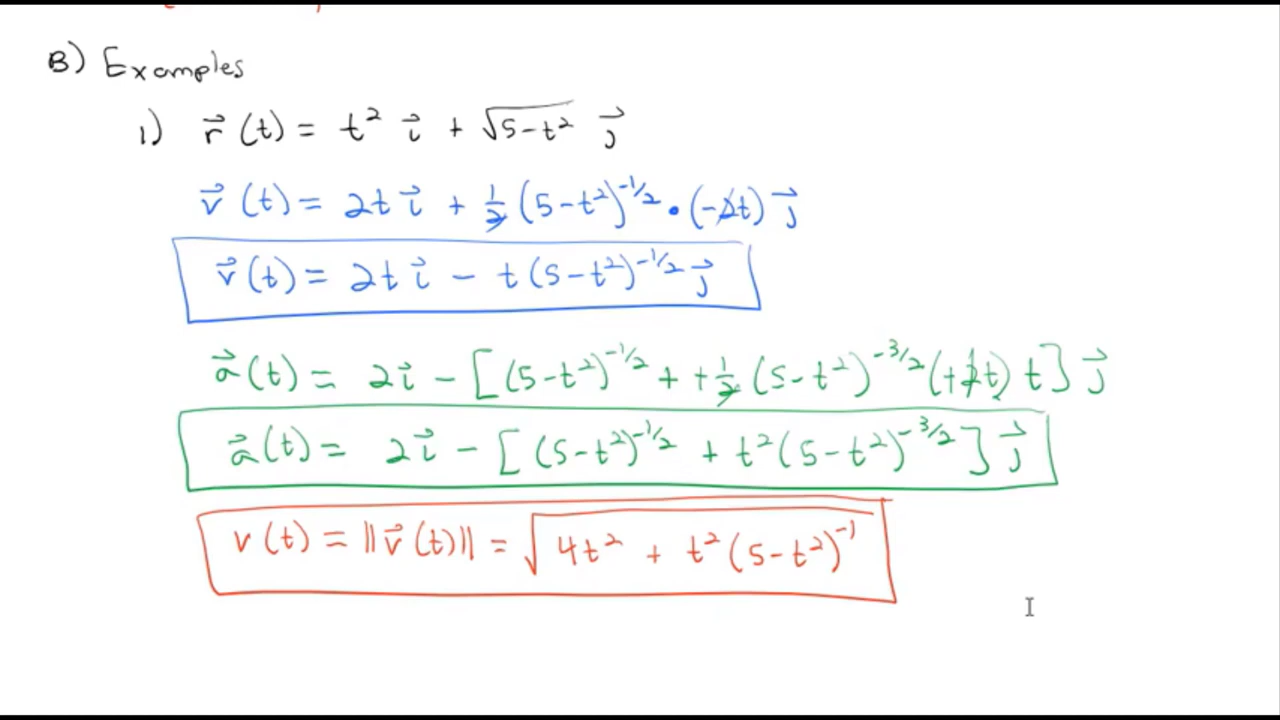 B) Examples
1) r⃗ (t) = t² i⃗ + √(5-t²) j⃗
v⃗ (t) = 2t i⃗ + 1/2 (5-t²)^(-1/2) • (-2t) j⃗
v⃗ (t) = 2t i⃗ - t (5-t²)^(-1/2) j⃗
a⃗ (t) = 2 i⃗ - [(5-t²)^(-1/2) + +1/2 (5-t²)^(-3/2) (+2t) t] j⃗
a⃗ (t) = 2 i⃗ - [(5-t²)^(-1/2) + t² (5-t²)^(-3/2)] j⃗
v (t) = ||v⃗ (t)|| = √(4t² + t² (5-t²)^(-1))